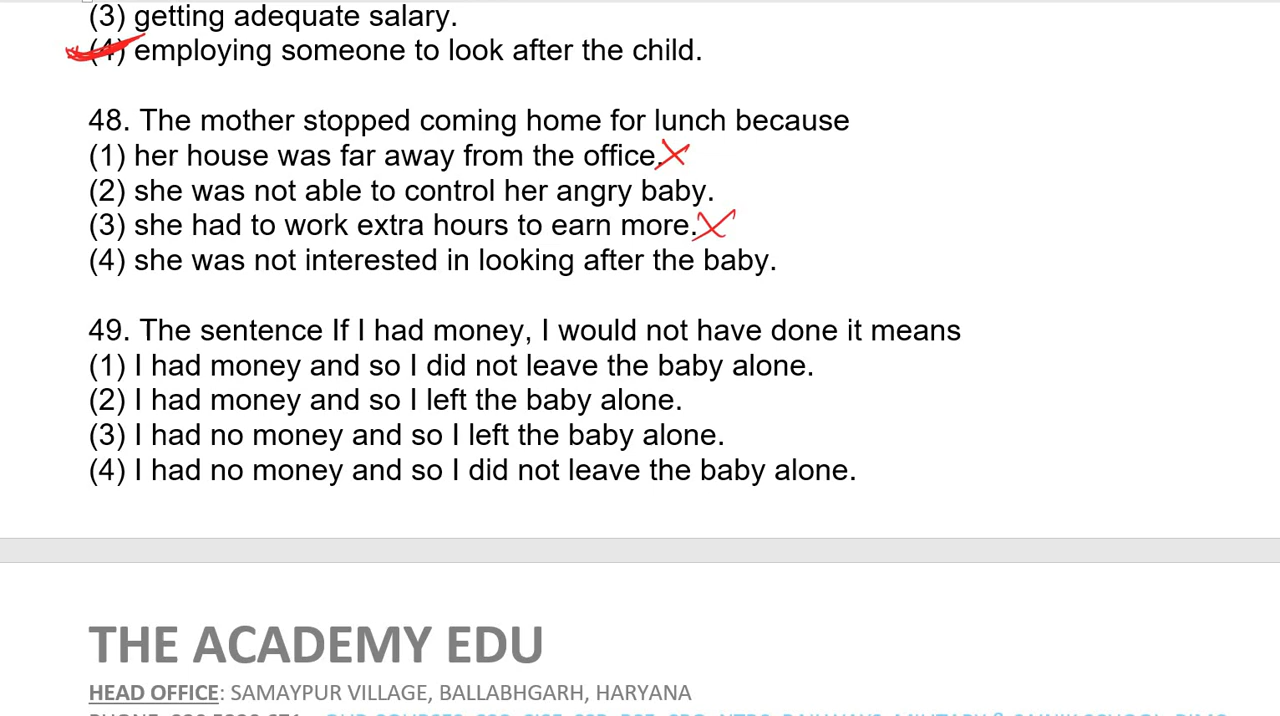 (3) getting adequate salary.
(4) employing someone to look after the child.
48. The mother stopped coming home for lunch because
(1) her house was far away from the office.
(2) she was not able to control her angry baby.
(3) she had to work extra hours to earn more.
(4) she was not interested in looking after the baby.
49. The sentence If I had money, I would not have done it means
(1) I had money and so I did not leave the baby alone.
(2) I had money and so I left the baby alone.
(3) I had no money and so I left the baby alone.
(4) I had no money and so I did not leave the baby alone.
THE ACADEMY EDU
HEAD OFFICE: SAMAYPUR VILLAGE, BALLABHGARH, HARYANA